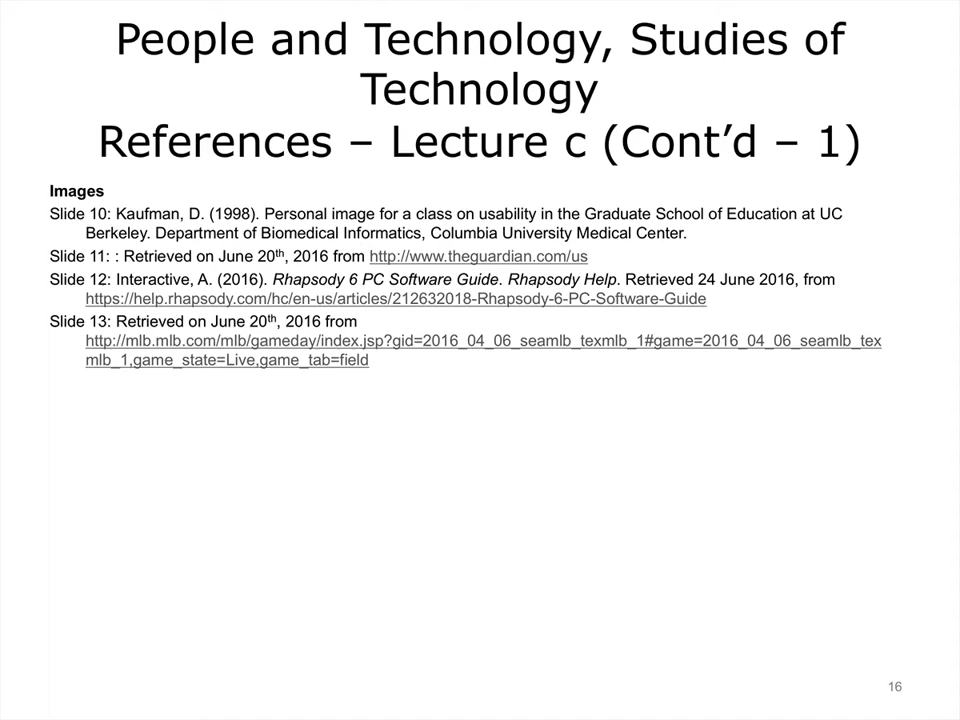 People and Technology, Studies of
Technology
References – Lecture c (Cont’d – 1)
Images
Slide 10: Kaufman, D. (1998). Personal image for a class on usability in the Graduate School of Education at UC
Berkeley. Department of Biomedical Informatics, Columbia University Medical Center.
Slide 11: : Retrieved on June 20th, 2016 from http://www.theguardian.com/us
Slide 12: Interactive, A. (2016). Rhapsody 6 PC Software Guide. Rhapsody Help. Retrieved 24 June 2016, from
https://help.rhapsody.com/hc/en-us/articles/212632018-Rhapsody-6-PC-Software-Guide
Slide 13: Retrieved on June 20th, 2016 from
http://mlb.mlb.com/mlb/gameday/index.jsp?gid=2016_04_06_seamlb_texmlb_1#game=2016_04_06_seamlb_tex
mlb_1,game_state=Live,game_tab=field
16